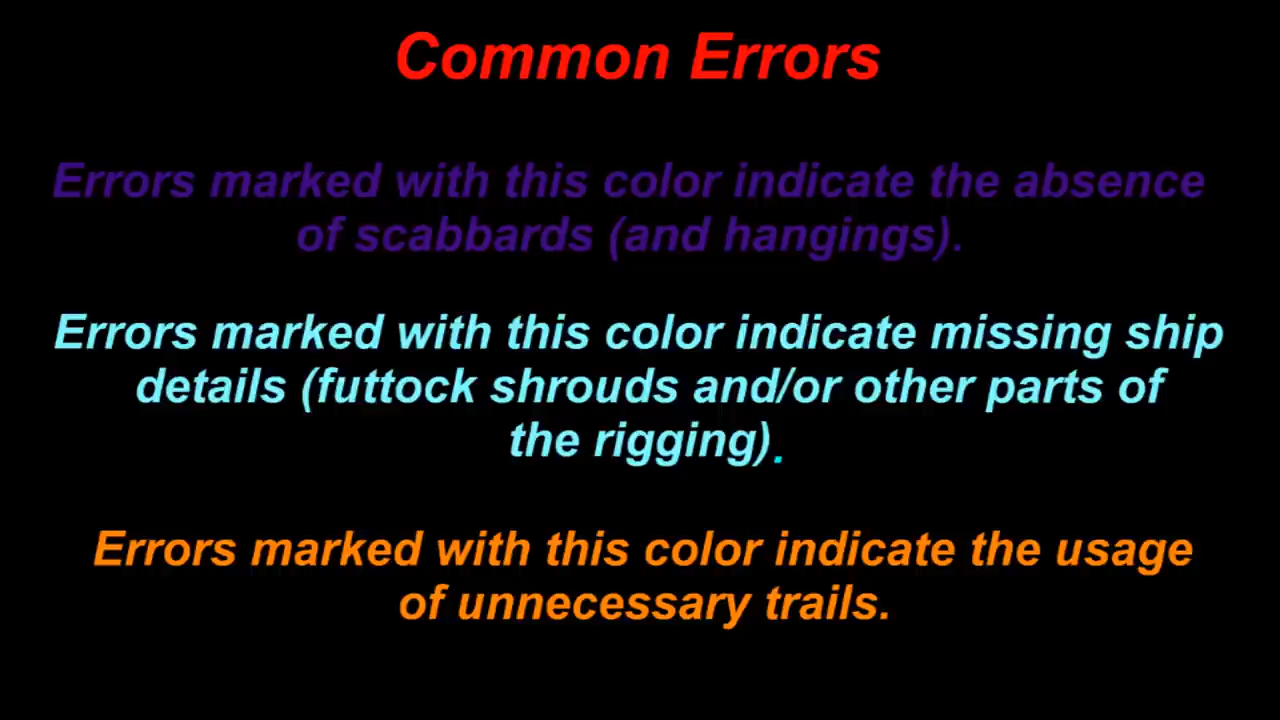 Common Errors
Errors marked with this color indicate the absence
of scabbards (and hangings).
Errors marked with this color indicate missing ship
details (futtock shrouds and/or other parts of
the rigging).
Errors marked with this color indicate the usage
of unnecessary trails.